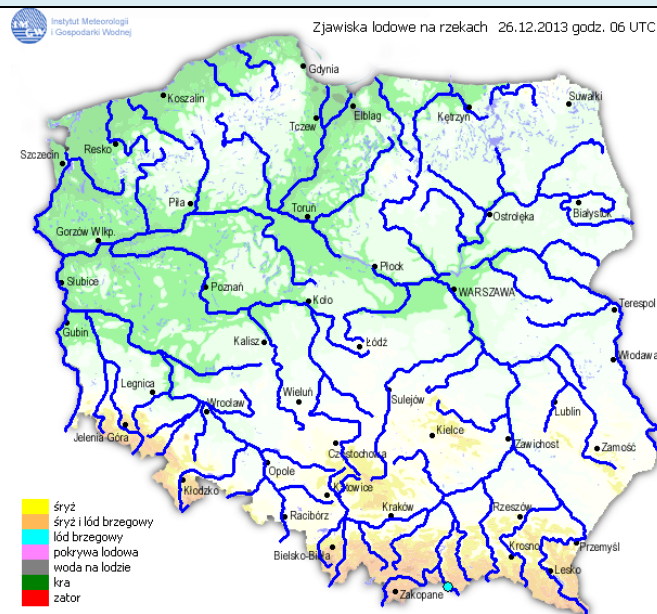 Instytut Meteorologii
i Gospodarki Wodnej
Zjawiska lodowe na rzekach 26.12.2013 godz. 06 UTC
Gdynia
Koszalin
Suwałki
Elbląg
Kętrzyn
Tczew
Resko
Szczecin
Piła
Toruń
Ostrołęka
Białystok
Gorzów Wlkp.
Płock
Słubice
Poznań
Koło
WARSZAWA
Terespol
Gubin
Kalisz
Łódź
Włodawa
Legnica
Wrocław
Wieluń
Sulejów
Lublin
Jelenia Góra
Kielce
Zawichost
Zamość
Częstochowa
Opole
Kłodzko
Katowice
Racibórz
Kraków
Rzeszów
Bielsko-Biała
Krosno
Przemyśl
Lesko
Zakopane
śryż
śryż i lód brzegowy
lód brzegowy
pokrywa lodowa
woda na lodzie
kra
zator